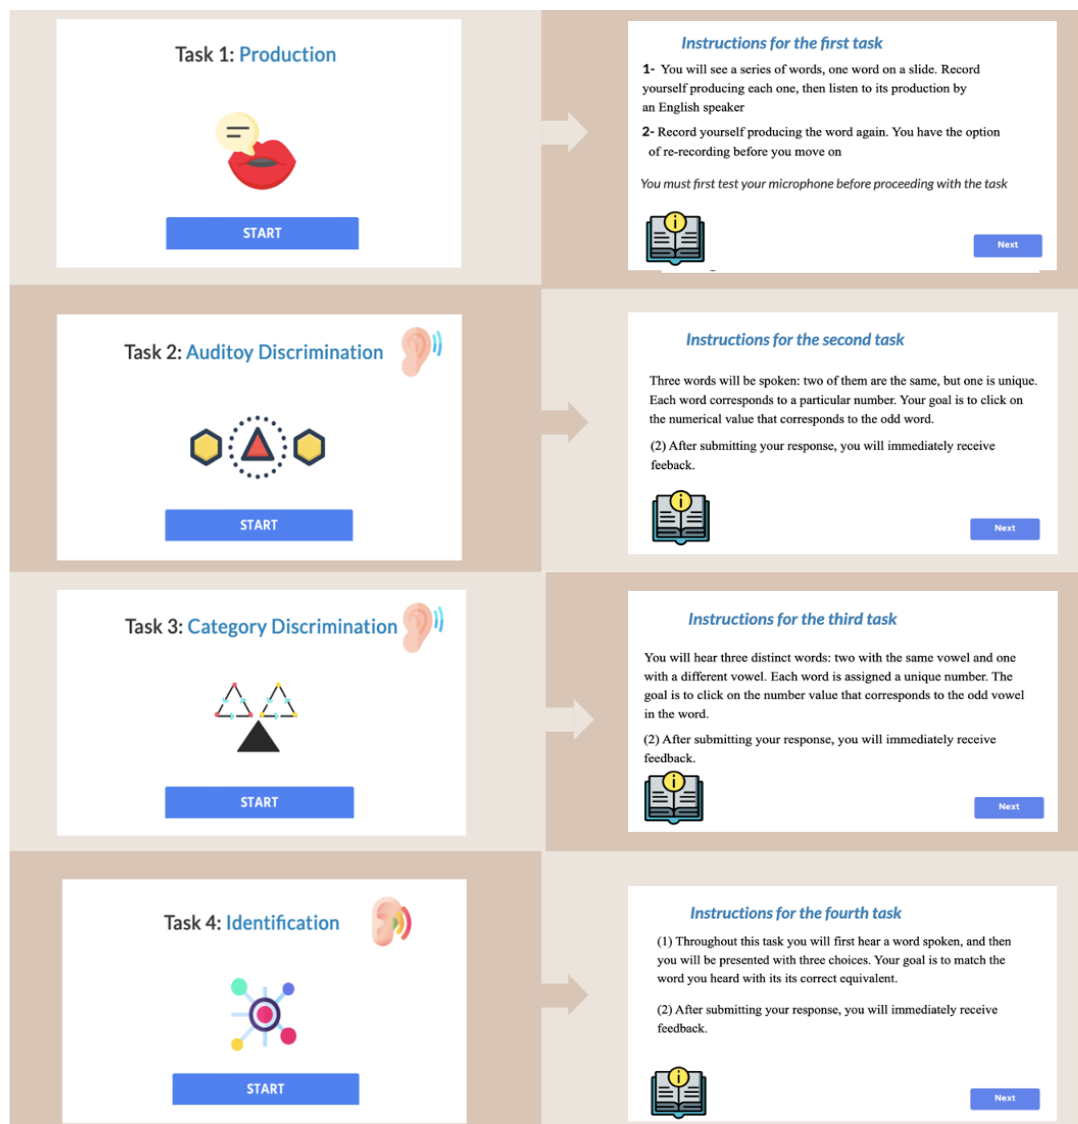 Task 1: Production
START
Instructions for the first task
1- You will see a series of words, one word on a slide. Record
yourself producing each one, then listen to its production by
an English speaker
2- Record yourself producing the word again. You have the option
of re-recording before you move on
You must first test your microphone before proceeding with the task
i
Next
Task 2: Auditoy Discrimination
START
Instructions for the second task
Three words will be spoken: two of them are the same, but one is unique.
Each word corresponds to a particular number. Your goal is to click on
the numerical value that corresponds to the odd word.
(2) After submitting your response, you will immediately receive
feeback.
i
Next
Task 3: Category Discrimination
START
Instructions for the third task
You will hear three distinct words: two with the same vowel and one
with a different vowel. Each word is assigned a unique number. The
goal is to click on the number value that corresponds to the odd vowel
in the word.
(2) After submitting your response, you will immediately receive
feedback.
i
Next
Task 4: Identification
START
Instructions for the fourth task
(1) Throughout this task you will first hear a word spoken, and then
you will be presented with three choices. Your goal is to match the
word you heard with its its correct equivalent.
(2) After submitting your response, you will immediately receive
feedback.
i
Next